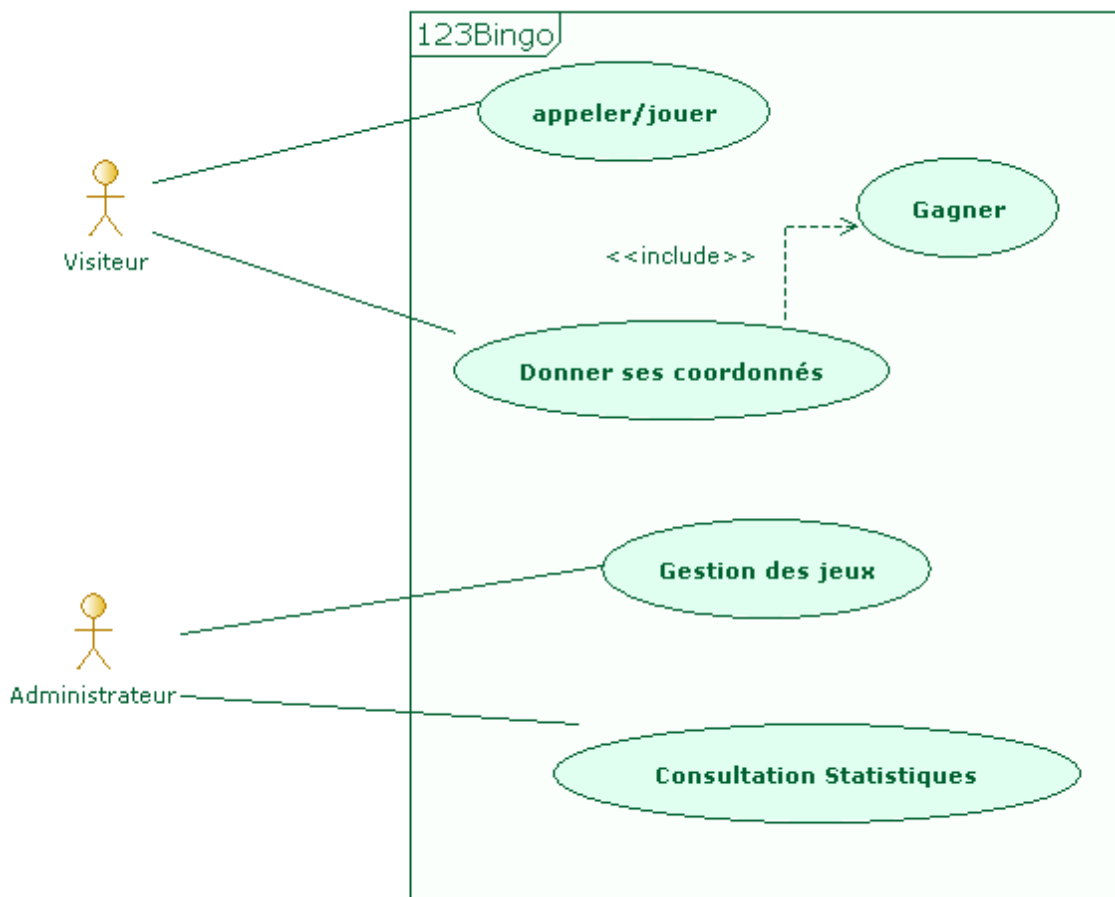 123Bingo
appeler/jouer
Gagner
Visiteur
<<include>>
Donner ses coordonnés
Gestion des jeux
Administrateur
Consultation Statistiques